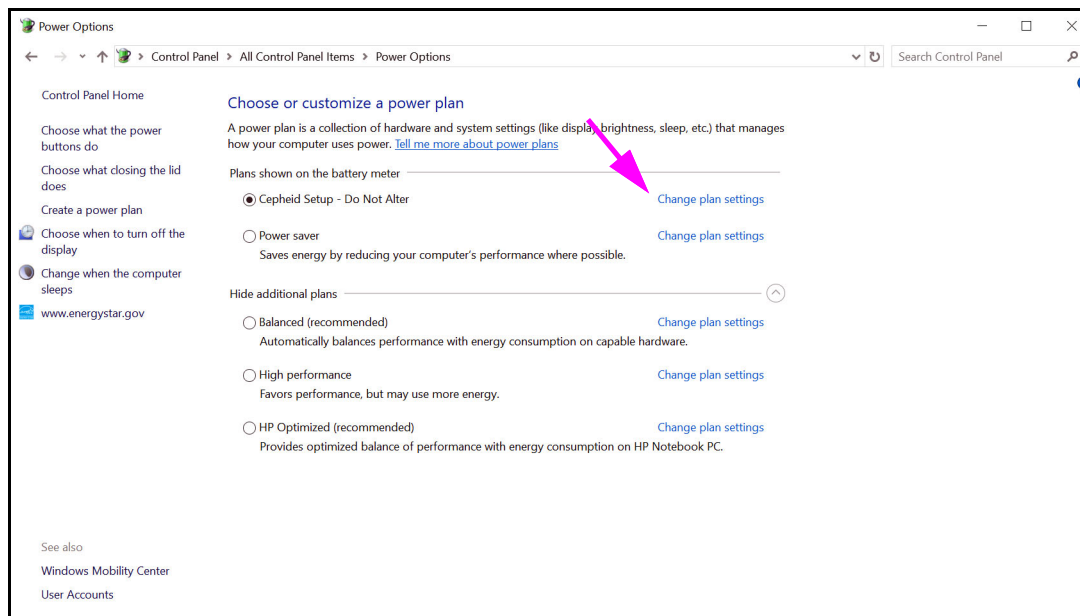 Power Options
Control Panel > All Control Panel Items > Power Options
Search Control Panel
Control Panel Home
Choose what the power
buttons do
Choose what closing the lid
does
Create a power plan
Choose when to turn off the
display
Change when the computer
sleeps
www.energystar.gov
Choose or customize a power plan
A power plan is a collection of hardware and system settings (like display brightness, sleep, etc.) that manages
how your computer uses power. Tell me more about power plans
Plans shown on the battery meter
Cepheid Setup - Do Not Alter Change plan settings
Power saver Change plan settings
Saves energy by reducing your computer's performance where possible.
Hide additional plans
Balanced (recommended) Change plan settings
Automatically balances performance with energy consumption on capable hardware.
High performance Change plan settings
Favors performance, but may use more energy.
HP Optimized (recommended) Change plan settings
Provides optimized balance of performance with energy consumption on HP Notebook PC.
See also
Windows Mobility Center
User Accounts